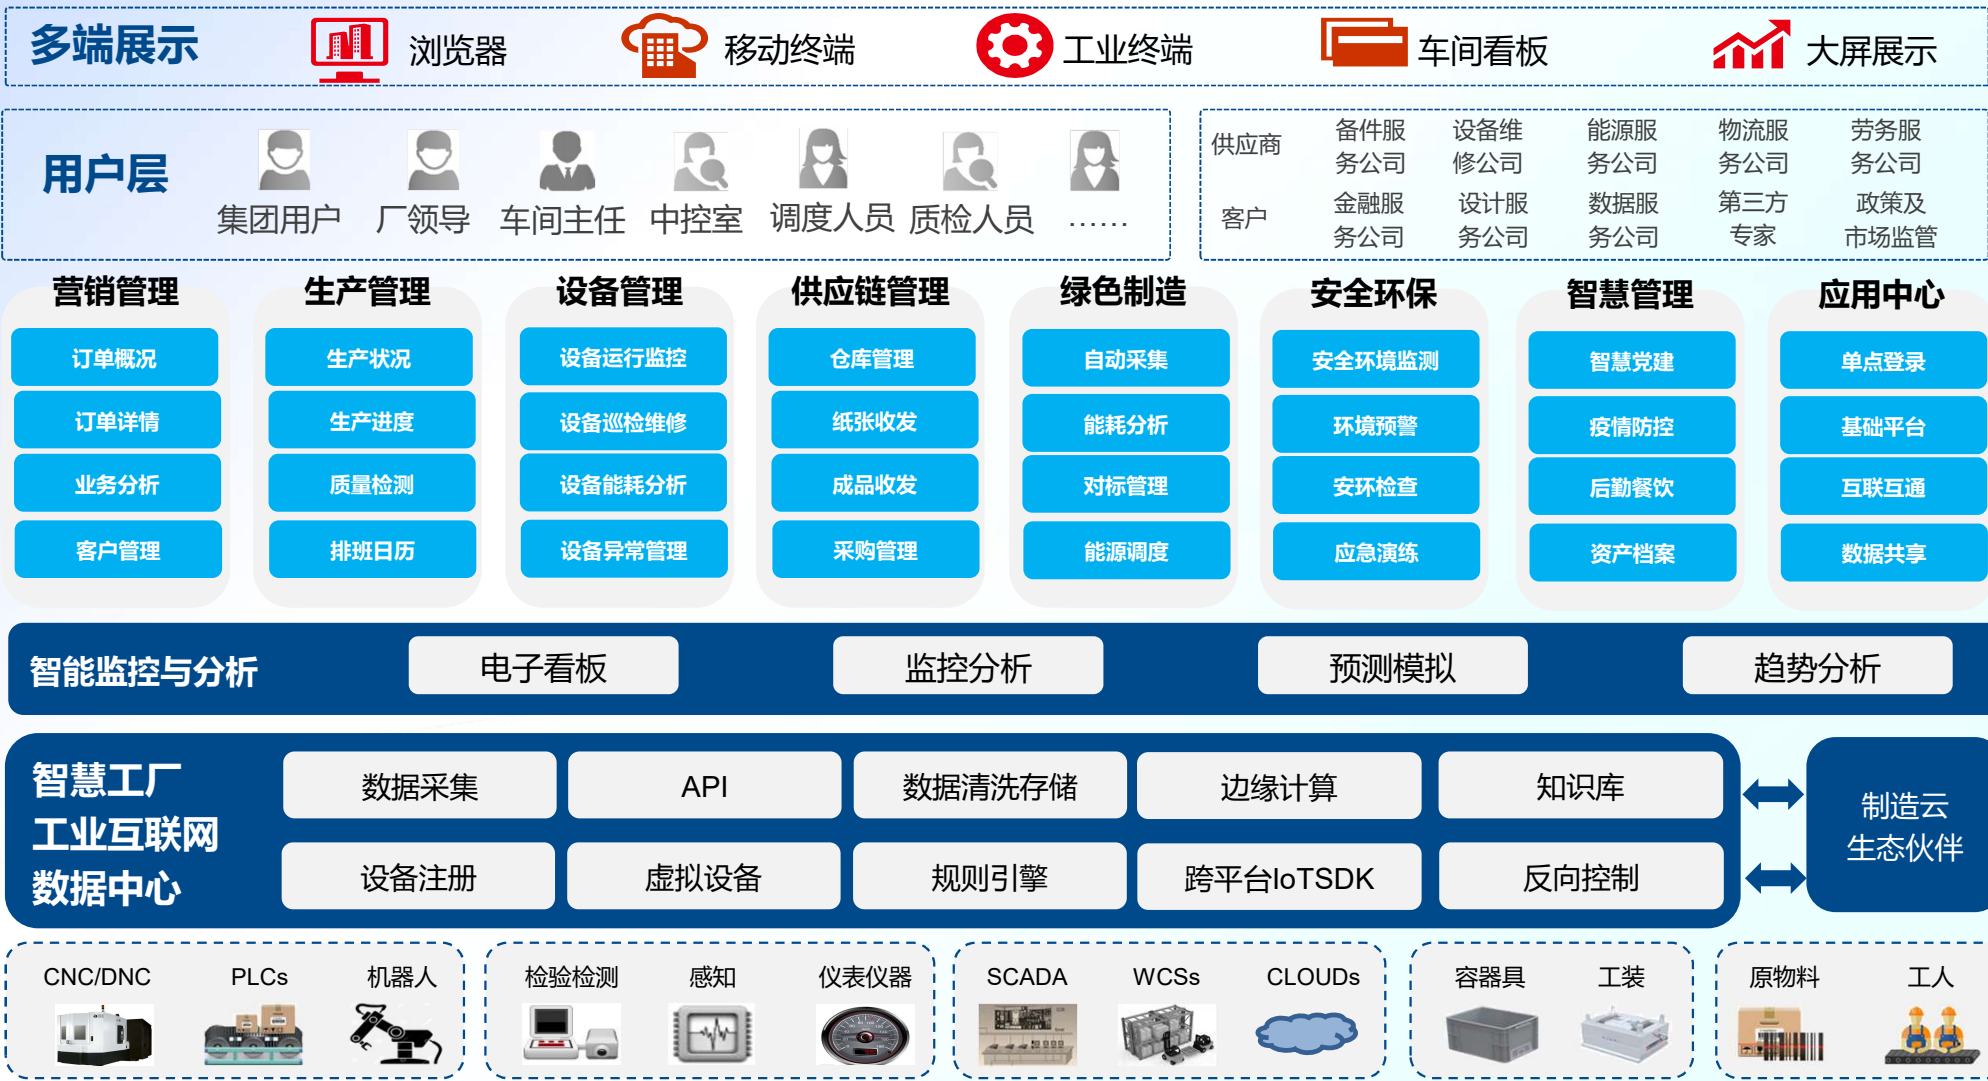 多端展示
浏览器
移动终端
工业终端
车间看板
大屏展示
用户层
集团用户
厂领导
车间主任
中控室
调度人员
质检人员
……
供应商
备件服
务公司
设备维
修公司
能源服
务公司
物流服
务公司
劳务服
务公司
客户
金融服
务公司
设计服
务公司
数据服
务公司
第三方
专家
政策及
市场监管
营销管理
订单概况
订单详情
业务分析
客户管理
生产管理
生产状况
生产进度
质量检测
排班日历
设备管理
设备运行监控
设备巡检维修
设备能耗分析
设备异常管理
供应链管理
仓库管理
纸张收发
成品收发
采购管理
绿色制造
自动采集
能耗分析
对标管理
能源调度
安全环保
安全环境监测
环境预警
安环检查
应急演练
智慧管理
智慧党建
疫情防控
后勤餐饮
资产档案
应用中心
单点登录
基础平台
互联互通
数据共享
智能监控与分析
电子看板
监控分析
预测模拟
趋势分析
智慧工厂
工业互联网
数据中心
数据采集
API
数据清洗存储
边缘计算
知识库
设备注册
虚拟设备
规则引擎
跨平台IoTSDK
反向控制
制造云
生态伙伴
CNC/DNC
PLCs
机器人
检验检测
感知
仪表仪器
SCADA
WCSs
CLOUDs
容器具
工装
原物料
工人